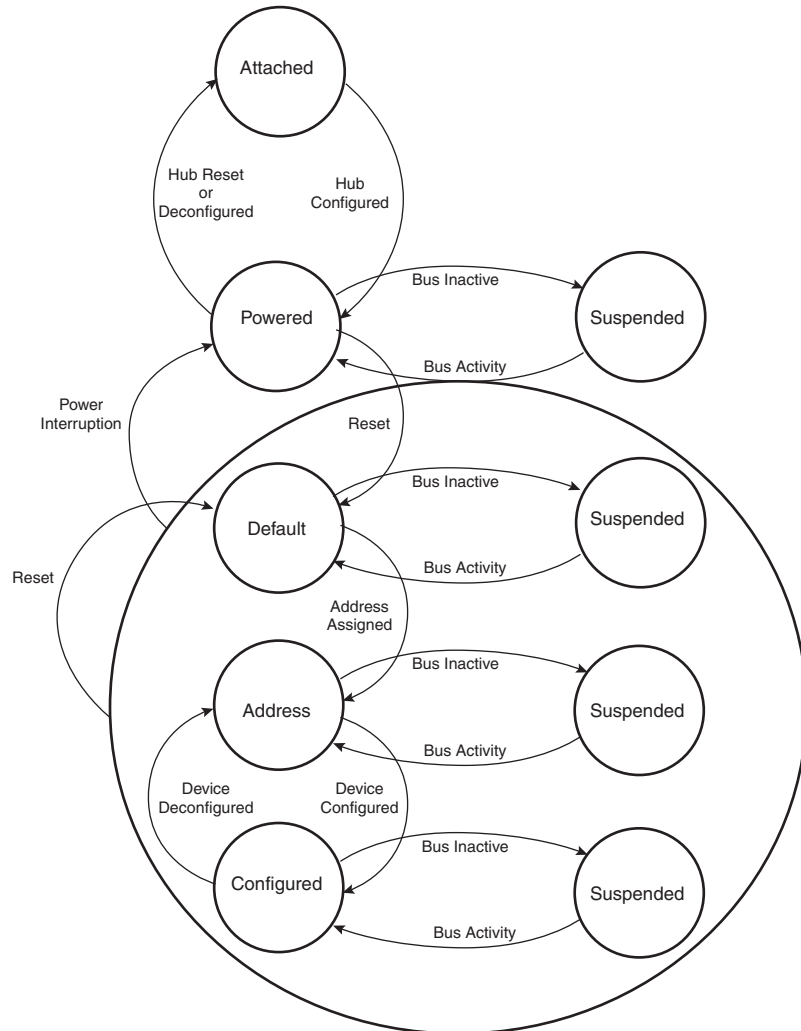 Attached
Hub Reset
or
Deconfigured
Hub
Configured
Bus Inactive
Powered
Suspended
Bus Activity
Power
Interruption
Reset
Bus Inactive
Default
Suspended
Bus Activity
Reset
Address
Assigned
Bus Inactive
Address
Suspended
Bus Activity
Device
Deconfigured
Device
Configured
Bus Inactive
Configured
Suspended
Bus Activity